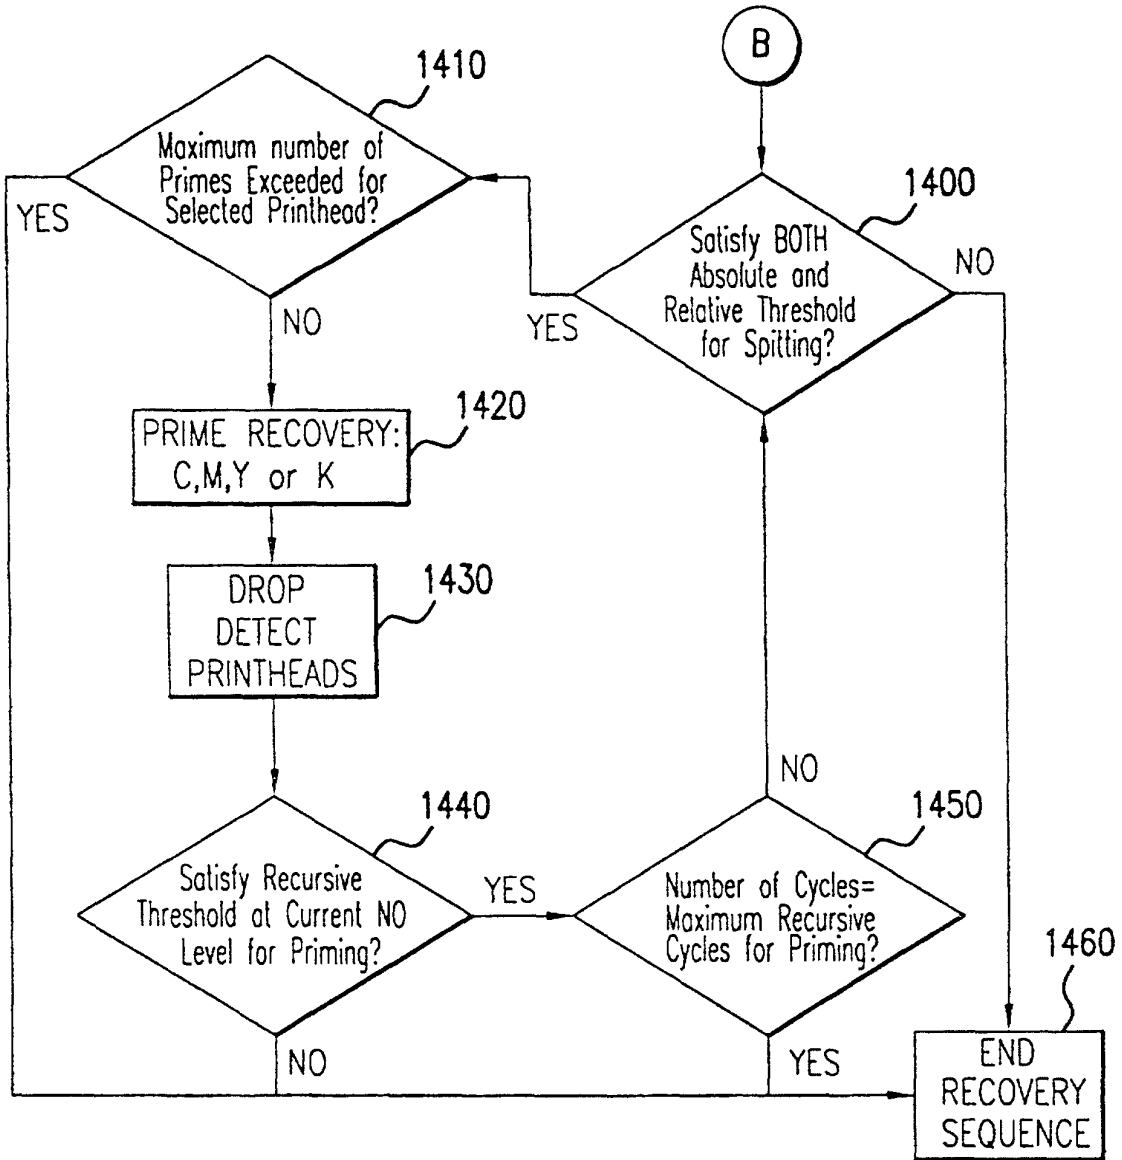 B
1400
Satisfy BOTH
Absolute and
Relative Threshold
for Spitting?
NO
YES
1410
Maximum number of
Primes Exceeded for
Selected Printhead?
YES
NO
1420
PRIME RECOVERY:
C,M,Y or K
1430
DROP
DETECT
PRINTHEADS
1440
Satisfy Recursive
Threshold at Current NO
Level for Priming?
YES
NO
1450
Number of Cycles=
Maximum Recursive
Cycles for Priming?
NO
YES
1460
END
RECOVERY
SEQUENCE